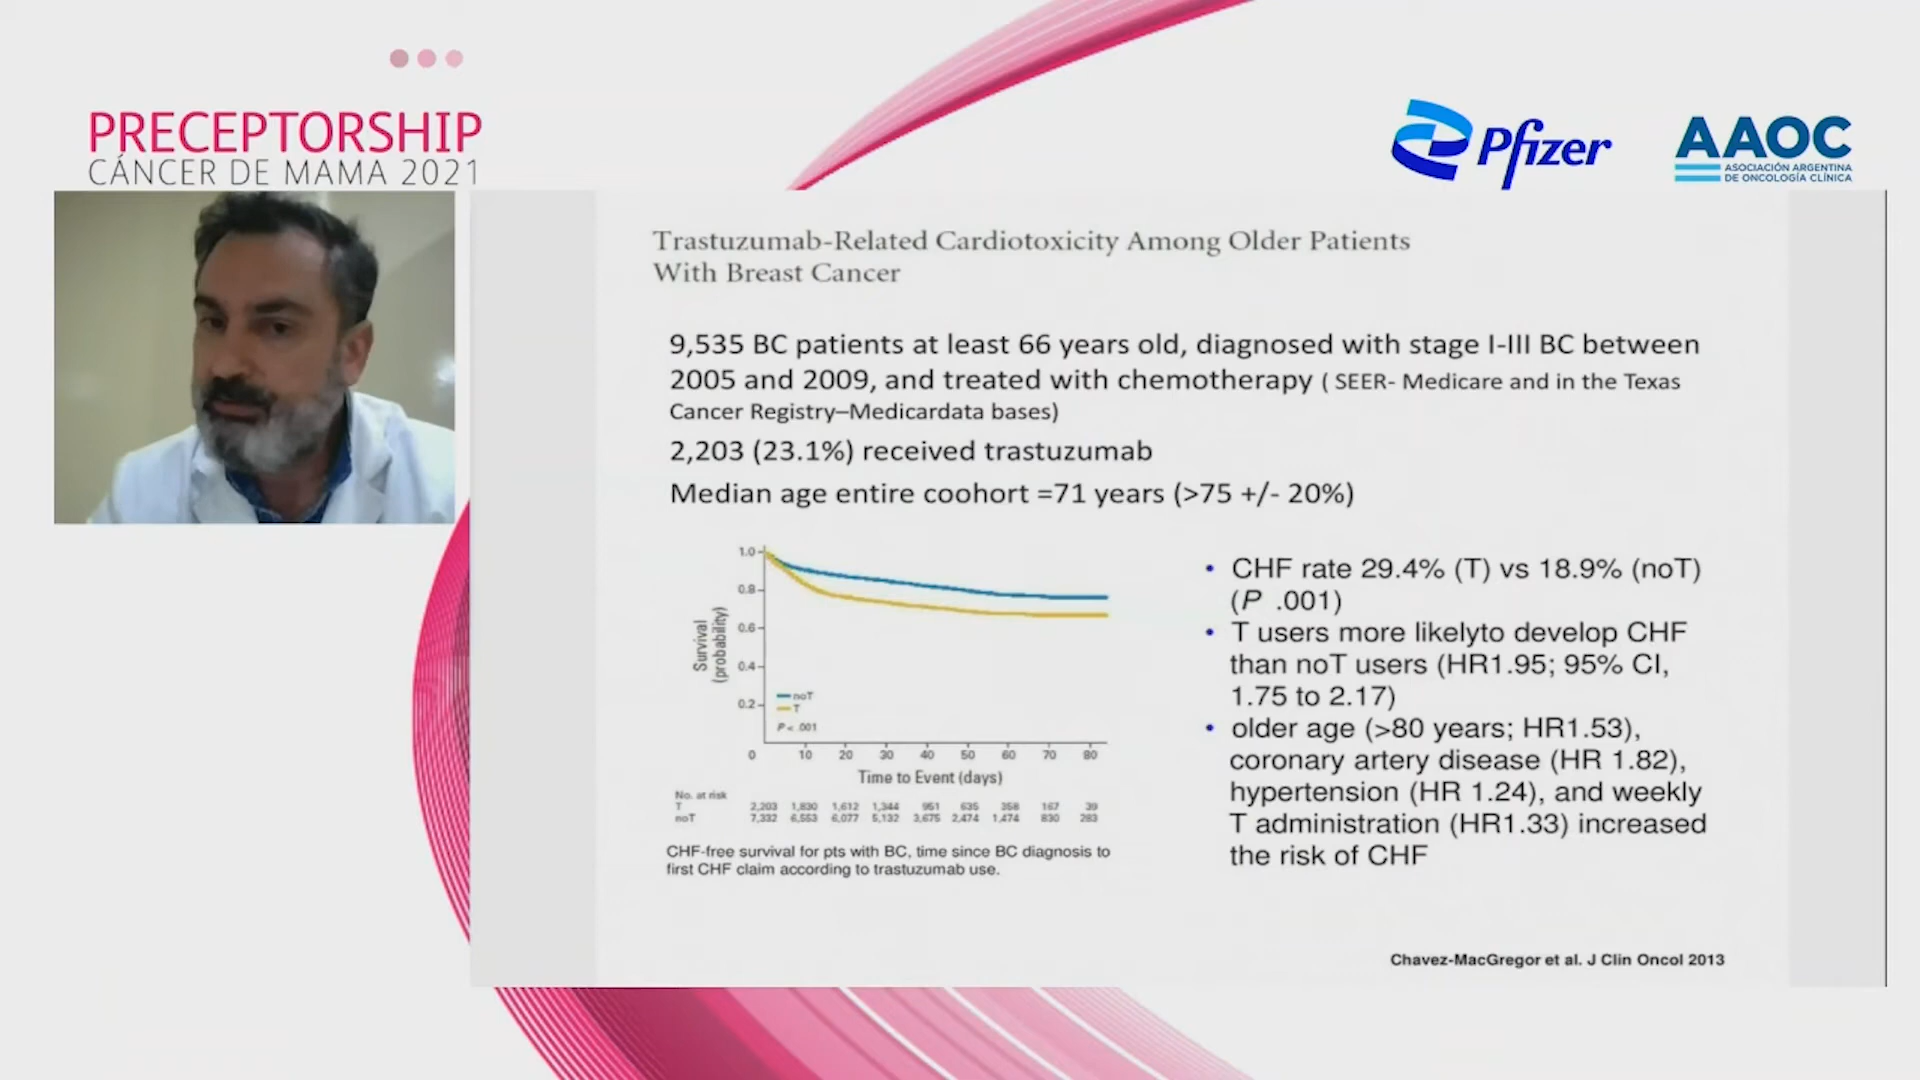 PRECEPTORSHIP
CÁNCER DE MAMA 2021
Pfizer
AAOC
ASOCIACIÓN ARGENTINA
DE ONCOLOGÍA CLÍNICA
Trastuzumab-Related Cardiotoxicity Among Older Patients
With Breast Cancer
9,535 BC patients at least 66 years old, diagnosed with stage I-III BC between
2005 and 2009, and treated with chemotherapy ( SEER- Medicare and in the Texas
Cancer Registry–Medicardata bases)
2,203 (23.1%) received trastuzumab
Median age entire coohort =71 years (>75 +/- 20%)
Survival
(probability)
1.0
0.8
0.6
0.4
0.2
noT
T
P < .001
0 10 20 30 40 50 60 70 80
Time to Event (days)
No. at risk
T 2,203 1,830 1,612 1,344 951 635 358 167 39
noT 7,332 6,553 6,077 5,132 3,675 2,474 1,474 830 283
CHF-free survival for pts with BC, time since BC diagnosis to
first CHF claim according to trastuzumab use.
• CHF rate 29.4% (T) vs 18.9% (noT)
(P .001)
• T users more likelyto develop CHF
than noT users (HR1.95; 95% CI,
1.75 to 2.17)
• older age (>80 years; HR1.53),
coronary artery disease (HR 1.82),
hypertension (HR 1.24), and weekly
T administration (HR1.33) increased
the risk of CHF
Chavez-MacGregor et al. J Clin Oncol 2013